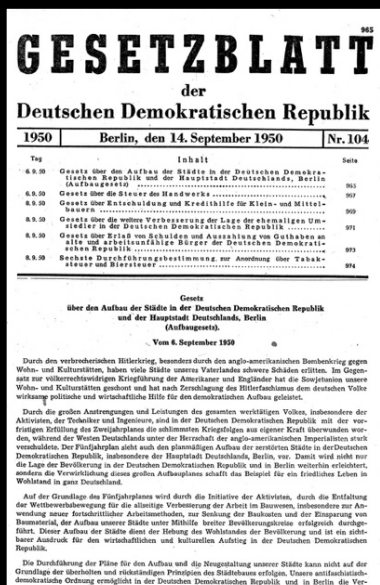 965
GESETZBLATT
der
Deutschen Demokratischen Republik
1950 Berlin, den 14. September 1950 Nr. 104
Tag Inhalt Seite
6. 9. 50 Gesetz über den Aufbau der Städte in der Deutschen Demokra-
tischen Republik und der Hauptstadt Deutschlands, Berlin
(Aufbaugesetz) 965
6. 9. 50 Gesetz über die Steuer des Handwerks 967
8. 9. 50 Gesetz über Entschuldung und Kredithilfe für Klein- und Mittel-
bauern 969
8. 9. 50 Gesetz über die weitere Verbesserung der Lage der ehemaligen Um-
siedler in der Deutschen Demokratischen Republik 971
8. 9. 50 Gesetz über Erlaß von Schulden und Auszahlung von Guthaben an
alte und arbeitsunfähige Bürger der Deutschen Demokrati-
schen Republik 973
8. 9. 50 Sechste Durchführungsbestimmung zur Anordnung über Tabak-
steuer und Biersteuer 974
Gesetz
über den Aufbau der Städte in der Deutschen Demokratischen Republik
und der Hauptstadt Deutschlands, Berlin
(Aufbaugesetz).
Vom 6. September 1950
Durch den verbrecherischen Hitlerkrieg, besonders durch den anglo-amerikanischen Bombenkrieg gegen
Wohn- und Kulturstätten, haben viele Städte unseres Vaterlandes schwere Schäden erlitten. Im Gegen-
satz zur völkerrechtswidrigen Kriegführung der Amerikaner und Engländer hat die Sowjetunion unsere
Wohn- und Kulturstätten geschont und hat nach Zerschlagung des Hitlerfaschismus dem deutschen Volke
wirksame politische und wirtschaftliche Hilfe für den demokratischen Aufbau geleistet.
Durch die großen Anstrengungen und Leistungen des gesamten werktätigen Volkes, insbesondere der
Aktivisten, der Techniker und Ingenieure, sind in der Deutschen Demokratischen Republik mit der vor-
fristigen Erfüllung des Zweijahrplanes die schlimmsten Kriegsfolgen aus eigener Kraft überwunden wor-
den, während der Westen Deutschlands unter der Herrschaft der anglo-amerikanischen Imperialisten stark
verschuldete. Der Fünfjahrplan sieht auch den planmäßigen Aufbau der zerstörten Städte in der Deutschen
Demokratischen Republik, insbesondere der Hauptstadt Deutschlands, Berlin, vor. Damit wird nicht nur
die Lage der Bevölkerung in der Deutschen Demokratischen Republik und in Berlin weiterhin erleichtert,
sondern die Verwirklichung dieses großen Aufbauplanes schafft das Beispiel für ein friedliches Leben in
Wohlstand in ganz Deutschland.
Auf der Grundlage des Fünfjahrplanes wird durch die Initiative der Aktivisten, durch die Entfaltung
der Wettbewerbsbewegung für die allseitige Verbesserung der Arbeit im Bauwesen, insbesondere zur An-
wendung neuer fortschrittlicher Arbeitsmethoden, zur Senkung der Baukosten und der Einsparung von
Baumaterial, der Aufbau unserer Städte unter Mithilfe breiter Bevölkerungskreise erfolgreich durchge-
führt. Dieser Aufbau der Städte dient der Hebung des Wohlstandes der Bevölkerung und ist ein sicht-
barer Ausdruck für den wirtschaftlichen und kulturellen Aufstieg in der Deutschen Demokratischen
Republik.
Die Durchführung der Pläne für den Aufbau und die Neugestaltung unserer Städte kann nicht auf der
Grundlage der überholten und rückständigen Prinzipien des Städtebaues erfolgen. Unsere antifaschistisch-
demokratische Ordnung ermöglicht in der Deutschen Demokratischen Republik und in Berlin die Ver-